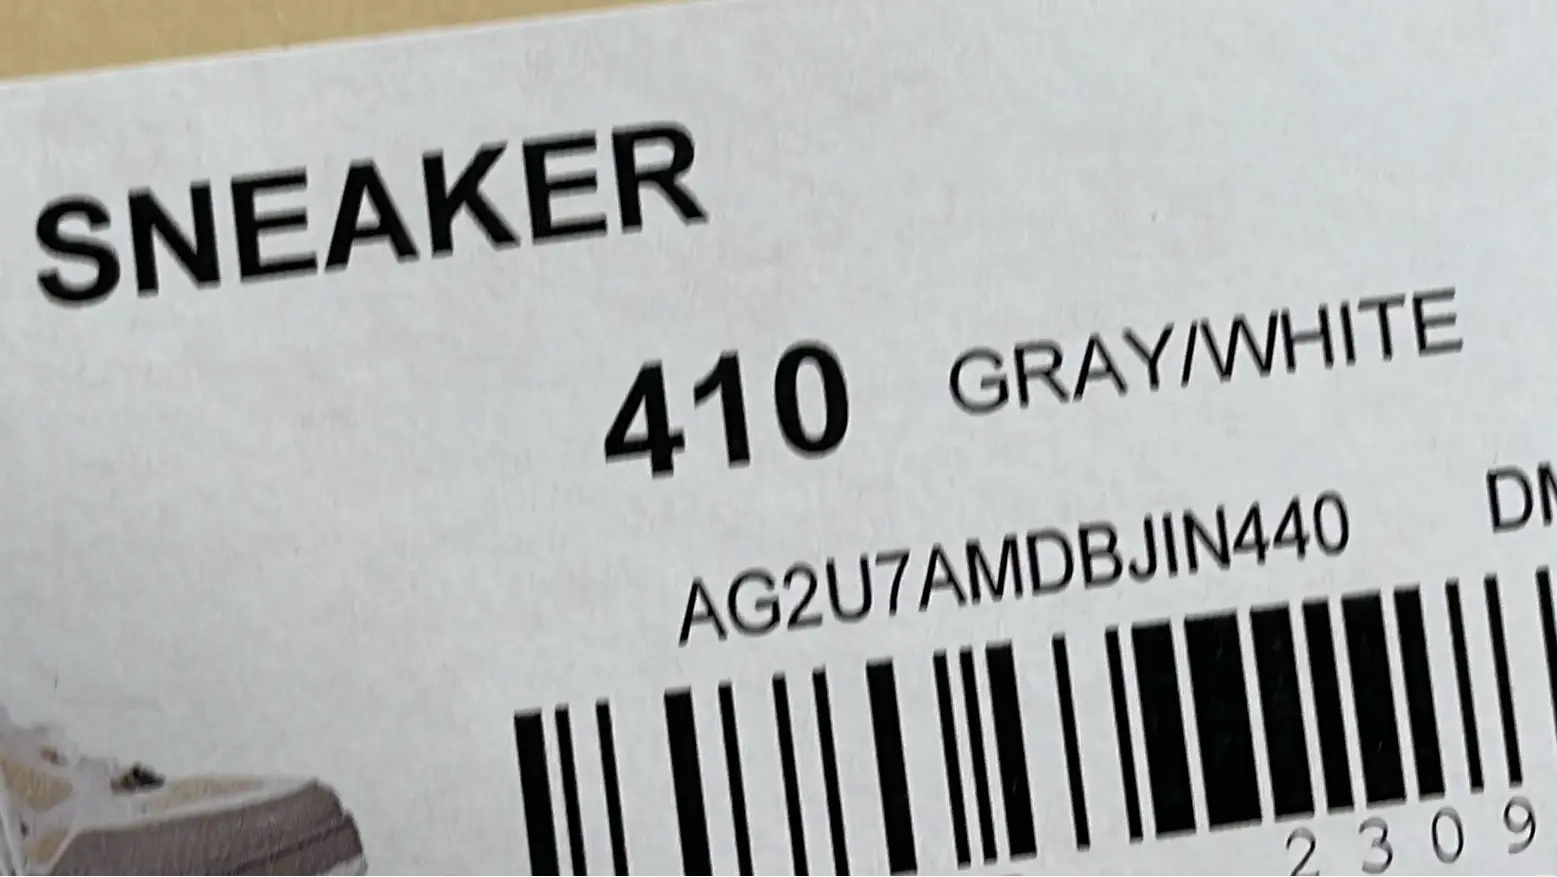 SNEAKER
410 GRAY/WHITE
AG2U7AMDBJIN440
2309